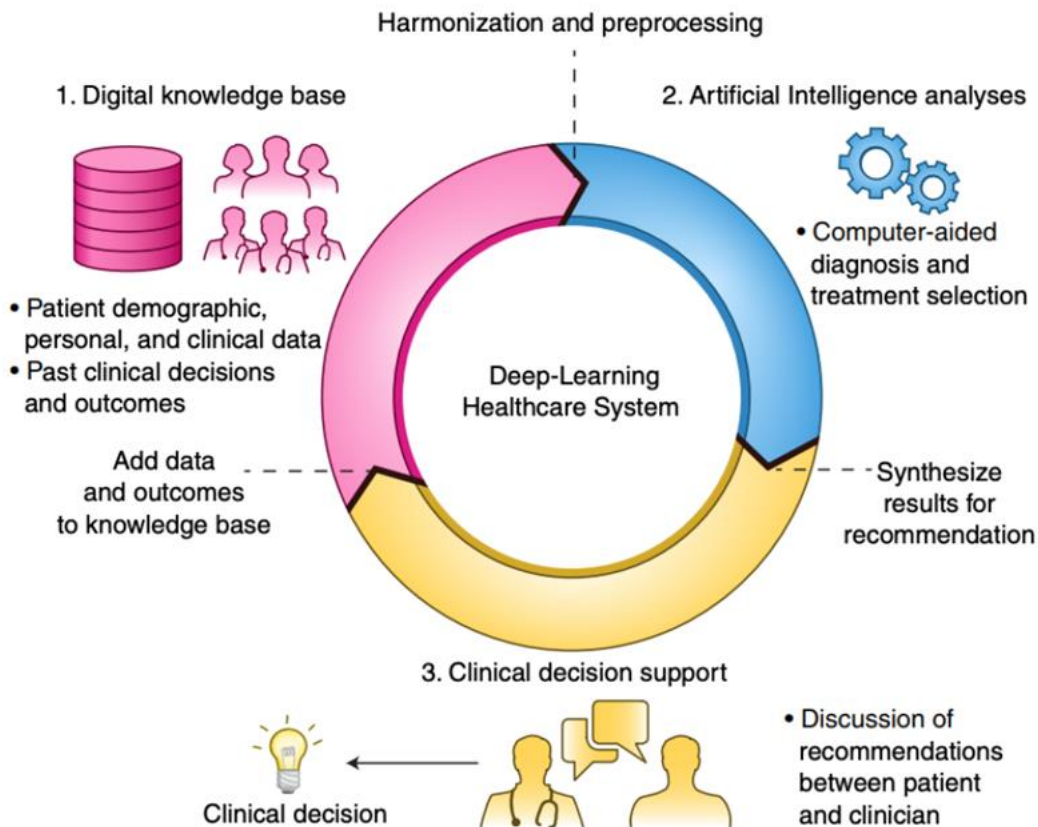 Harmonization and preprocessing
1. Digital knowledge base
2. Artificial Intelligence analyses
• Computer-aided
diagnosis and
treatment selection
• Patient demographic,
personal, and clinical data
• Past clinical decisions
and outcomes
Deep-Learning
Healthcare System
Add data
and outcomes
to knowledge base
Synthesize
results for
recommendation
3. Clinical decision support
• Discussion of
recommendations
between patient
and clinician
Clinical decision